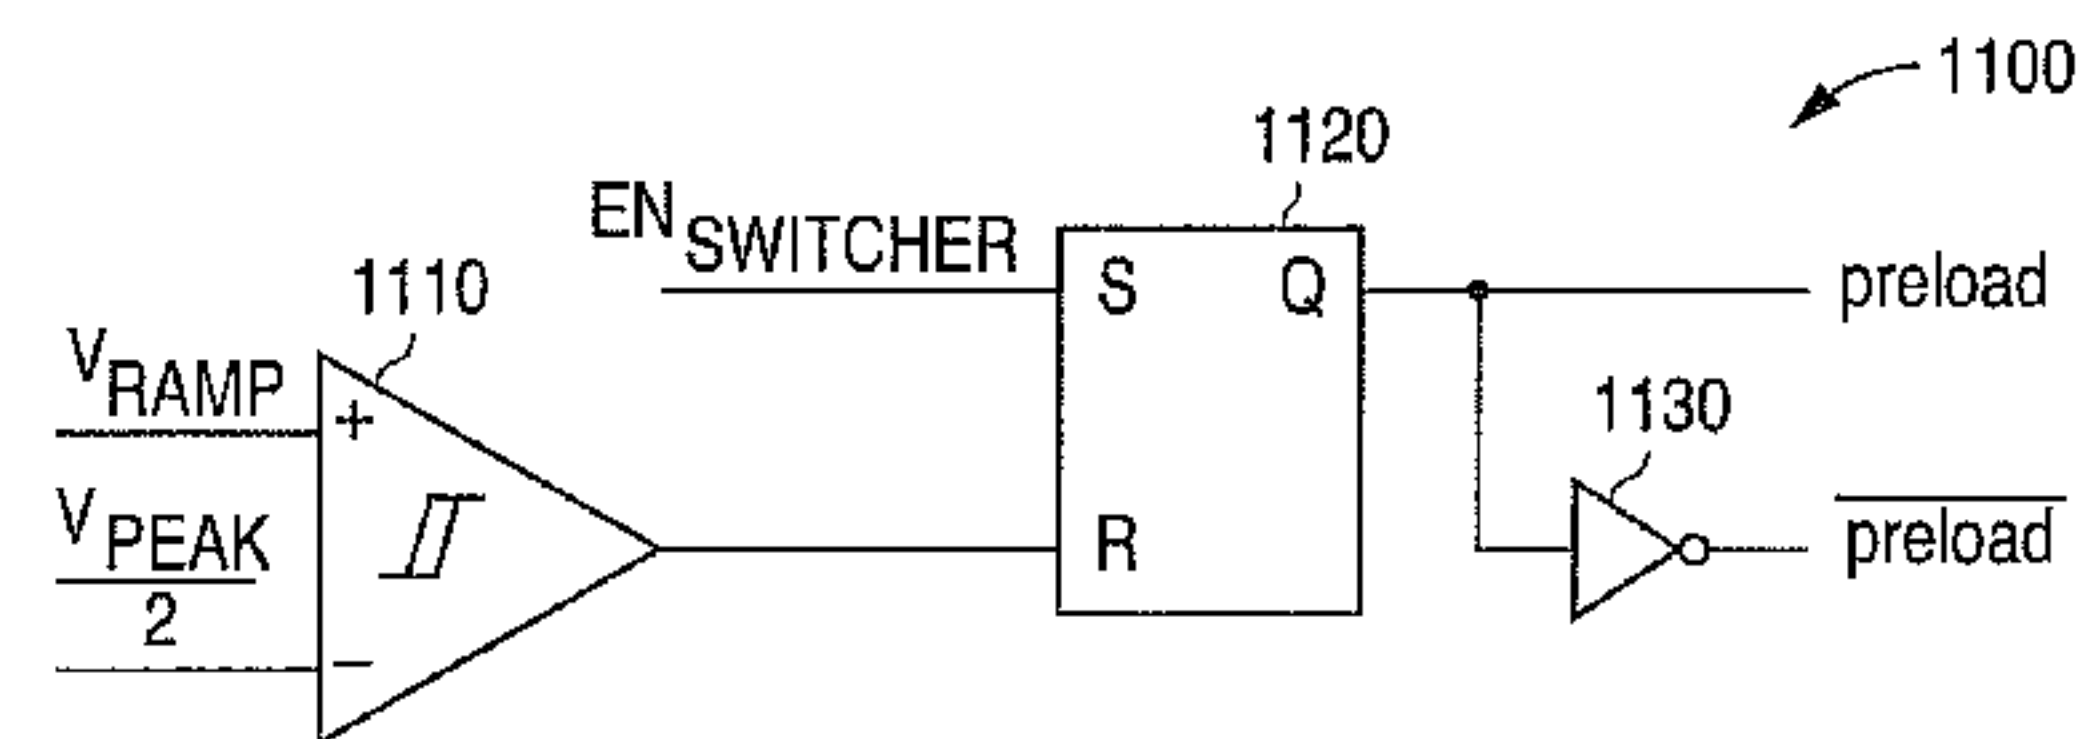 1100
1120
EN SWITCHER
1110
S Q
preload
V RAMP
+
1130
V PEAK
2
R
preload
−